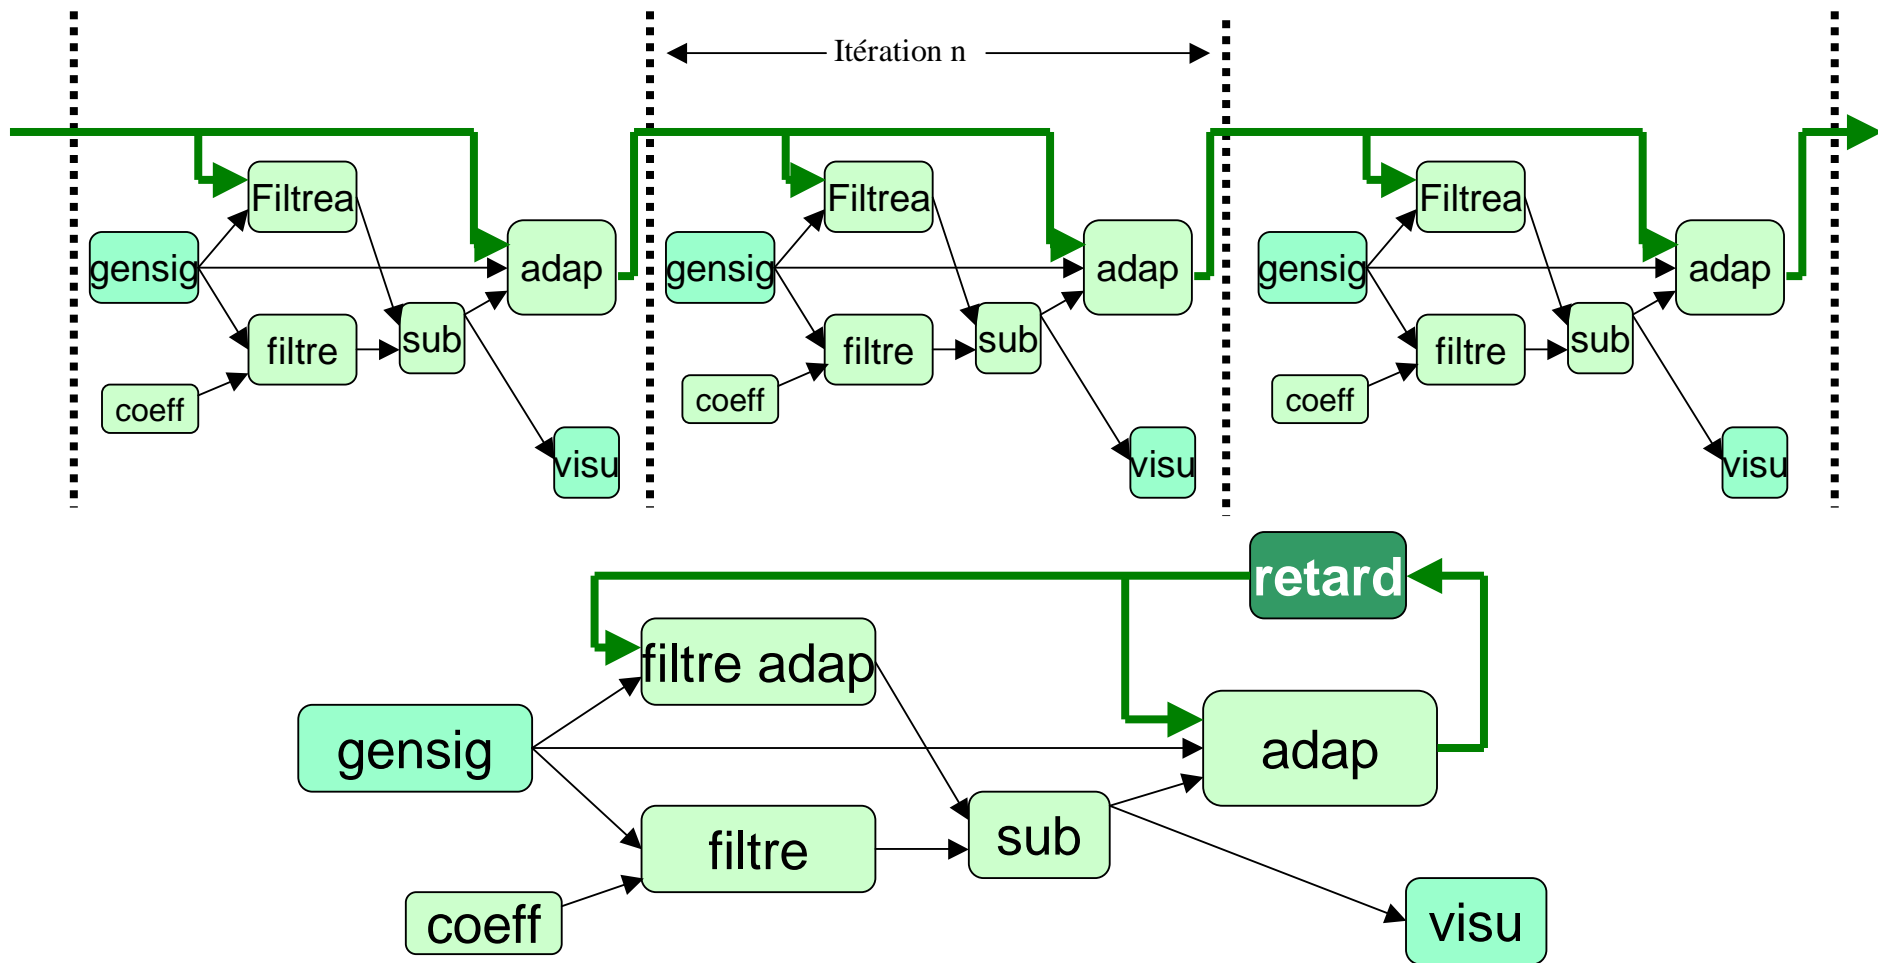 Itération n
Filtrea
gensig
adap
filtre
sub
coeff
visu
Filtrea
gensig
adap
filtre
sub
coeff
visu
Filtrea
gensig
adap
filtre
sub
coeff
visu
retard
filtre adap
gensig
adap
filtre
sub
coeff
visu